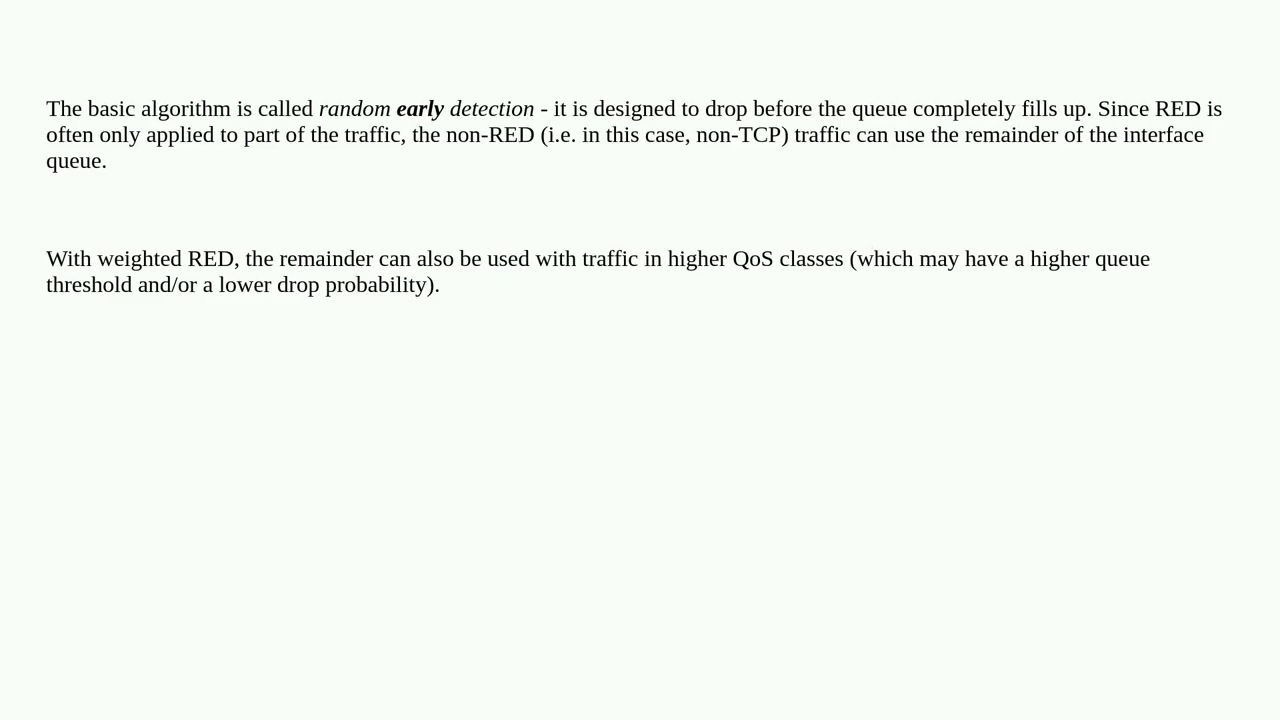 The basic algorithm is called random early detection - it is designed to drop before the queue completely fills up. Since RED is
often only applied to part of the traffic, the non-RED (i.e. in this case, non-TCP) traffic can use the remainder of the interface
queue.
With weighted RED, the remainder can also be used with traffic in higher QoS classes (which may have a higher queue
threshold and/or a lower drop probability).